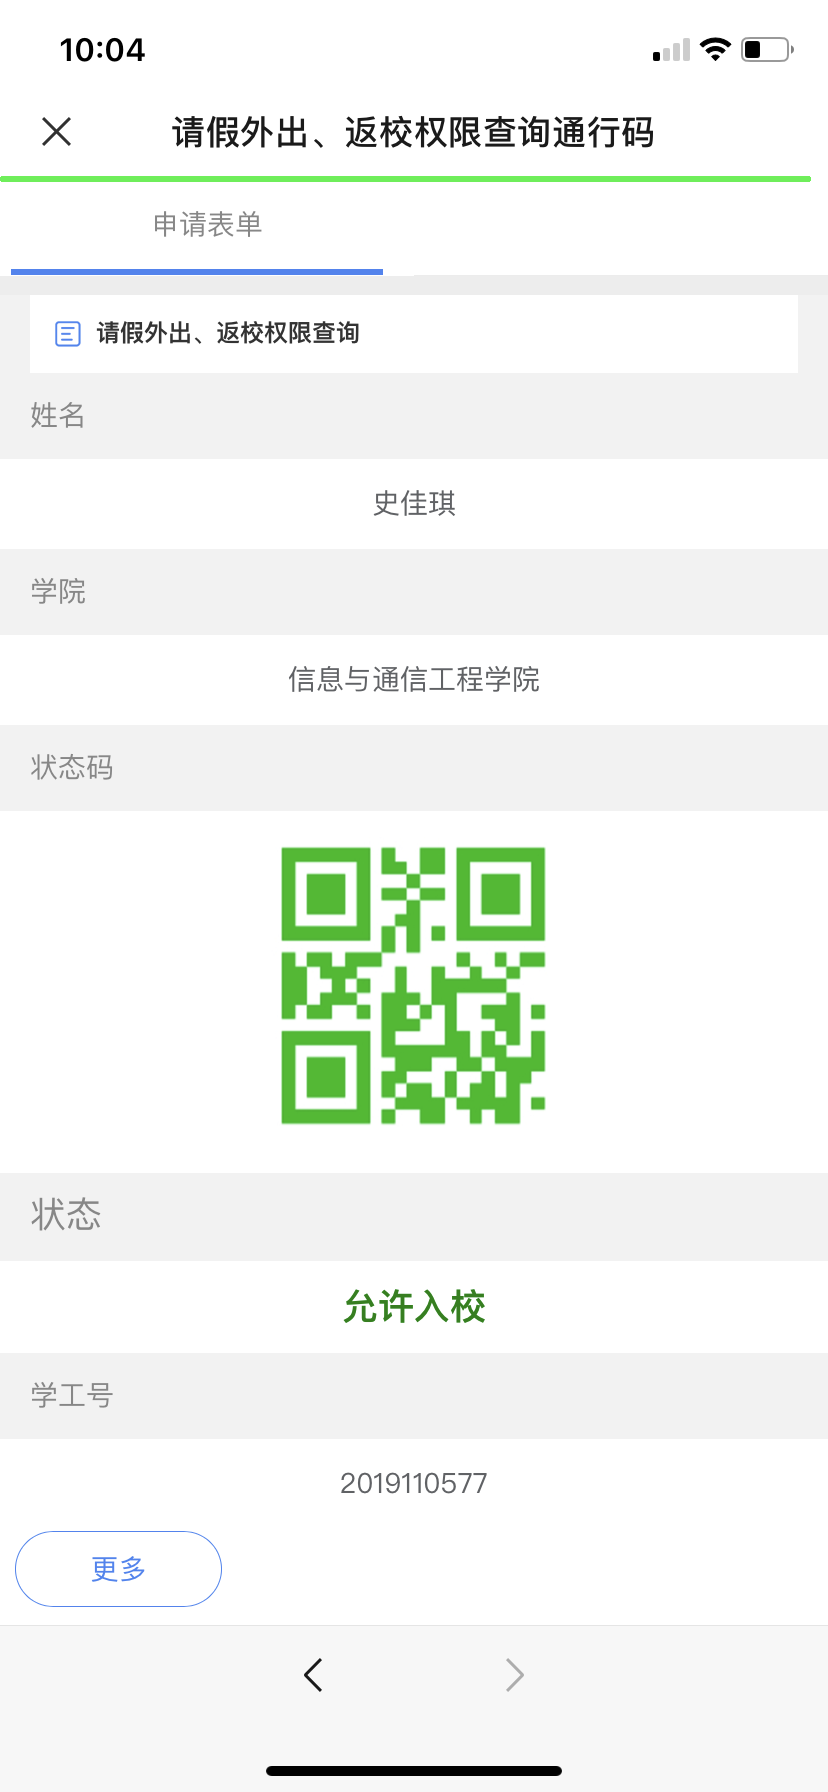 10:04
请假外出、返校权限查询通行码
申请表单
请假外出、返校权限查询
姓名
史佳琪
学院
信息与通信工程学院
状态码
状态
允许入校
学工号
2019110577
更多